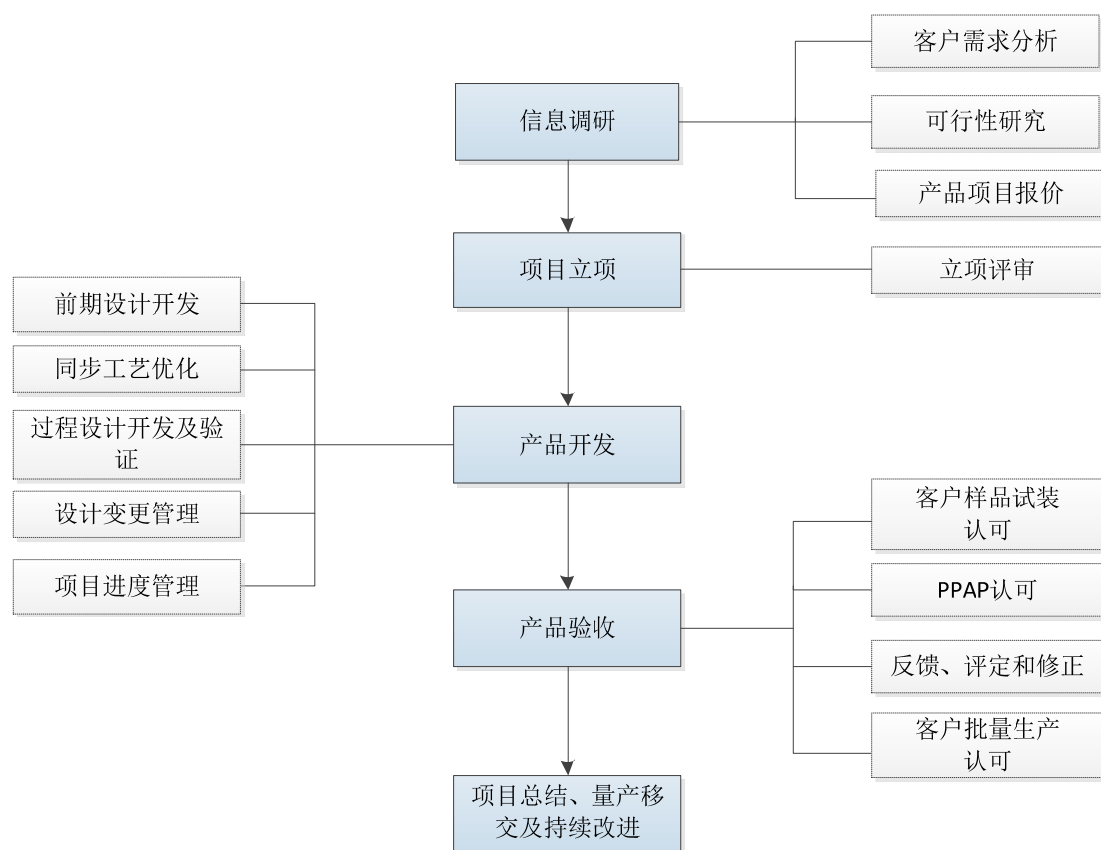 客户需求分析
信息调研
可行性研究
产品项目报价
项目立项
立项评审
前期设计开发
同步工艺优化
过程设计开发及验
证
产品开发
设计变更管理
项目进度管理
客户样品试装
认可
PPAP认可
产品验收
反馈、评定和修正
客户批量生产
认可
项目总结、量产移
交及持续改进